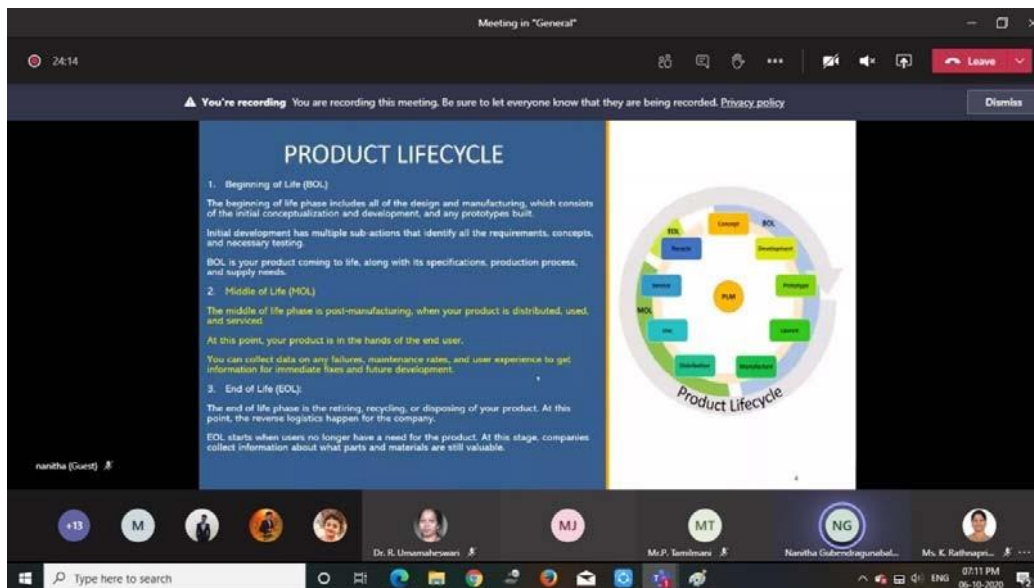 Meeting in "General"
24:14
Leave
You're recording You are recording this meeting. Be sure to let everyone know that they are being recorded. Privacy policy
Dismiss
PRODUCT LIFECYCLE
1. Beginning of Life (BOL)
The beginning of life phase includes all of the design and manufacturing, which consists
of the initial conceptualization and development, and any prototypes built.
Initial development has multiple sub-actions that identify all the requirements, concepts,
and necessary testing.
BOL is your product coming to life, along with its specifications, production process,
and supply needs.
2. Middle of Life (MOL)
The middle of life phase is post-manufacturing, when your product is distributed, used,
and serviced.
At this point, your product is in the hands of the end user.
You can collect data on any failures, maintenance rates, and user experience to get
information for immediate fixes and future development.
3. End of Life (EOL):
The end of life phase is the retiring, recycling, or disposing of your product. At this
point, the reverse logistics happen for the company.
EOL starts when users no longer have a need for the product. At this stage, companies
collect information about what parts and materials are still valuable.
Concept
BOL
EOL
Recycle
Development
Service
PLM
Prototype
MOL
Use
Launch
Distribution
Manufacture
Product Lifecycle
4
nanitha (Guest)
+13
M
MJ
MT
NG
Dr. R. Umamaheswari
Mr.P. Tamilmani
Nanitha Gubendragunabal...
Ms. K. Rathnapri...
Type here to search
ENG
07:11 PM
06-10-2020